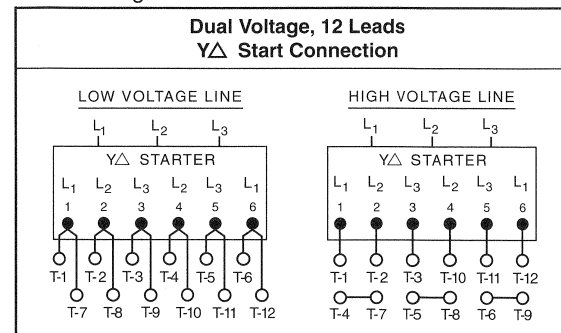 Dual Voltage, 12 Leads
Y△ Start Connection
LOW VOLTAGE LINE
L1 L2 L3
Y△ STARTER
L1 L2 L3 L2 L3 L1
1 2 3 4 5 6
T-1 T-2 T-3 T-4 T-5 T-6
T-7 T-8 T-9 T-10 T-11 T-12
HIGH VOLTAGE LINE
L1 L2 L3
Y△ STARTER
L1 L2 L3 L2 L3 L1
1 2 3 4 5 6
T-1 T-2 T-3 T-10 T-11 T-12
T-4 T-7 T-5 T-8 T-6 T-9